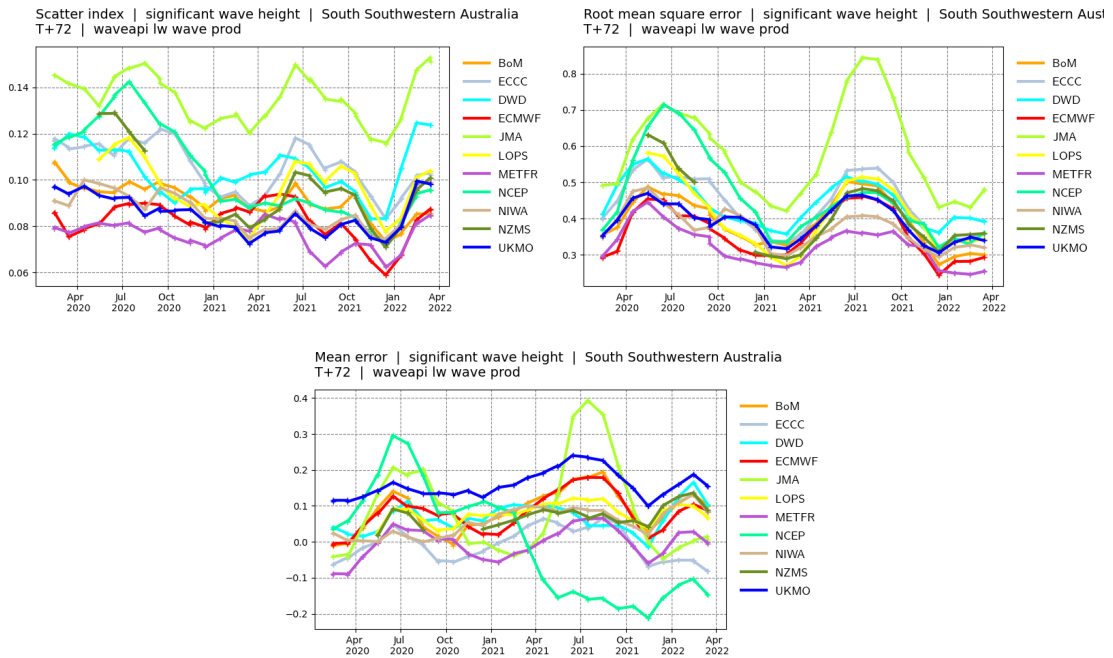 Scatter index | significant wave height | South Southwestern Australia
T+72 | waveapi lw wave prod
0.14
0.12
0.10
0.08
0.06
Apr 2020
Jul 2020
Oct 2020
Jan 2021
Apr 2021
Jul 2021
Oct 2021
Jan 2022
Apr 2022
BoM
ECCC
DWD
ECMWF
JMA
LOPS
METFR
NCEP
NIWA
NZMS
UKMO
Root mean square error | significant wave height | South Southwestern Aust
T+72 | waveapi lw wave prod
0.8
0.7
0.6
0.5
0.4
0.3
Apr 2020
Jul 2020
Oct 2020
Jan 2021
Apr 2021
Jul 2021
Oct 2021
Jan 2022
Apr 2022
BoM
ECCC
DWD
ECMWF
JMA
LOPS
METFR
NCEP
NIWA
NZMS
UKMO
Mean error | significant wave height | South Southwestern Australia
T+72 | waveapi lw wave prod
0.4
0.3
0.2
0.1
0.0
−0.1
−0.2
Apr 2020
Jul 2020
Oct 2020
Jan 2021
Apr 2021
Jul 2021
Oct 2021
Jan 2022
Apr 2022
BoM
ECCC
DWD
ECMWF
JMA
LOPS
METFR
NCEP
NIWA
NZMS
UKMO